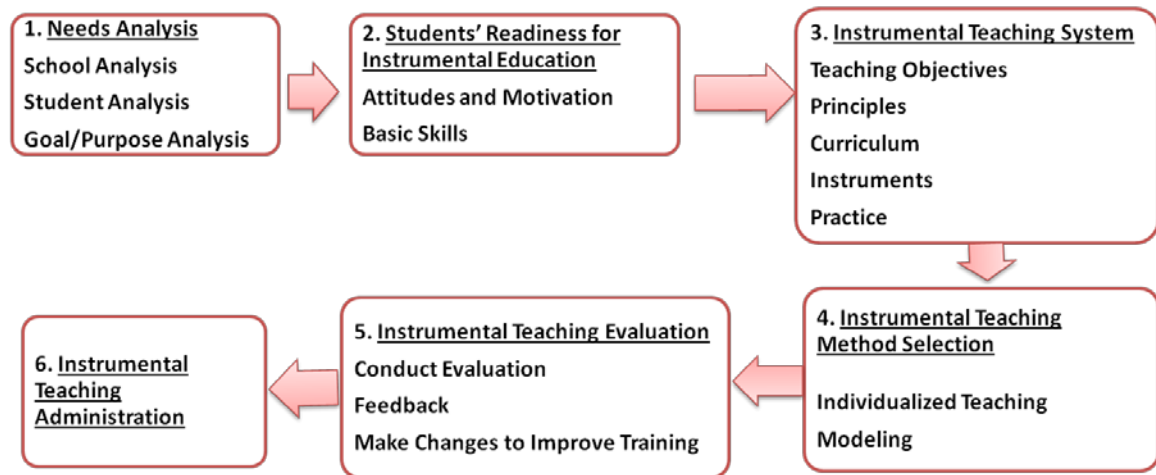 1. Needs Analysis
School Analysis
Student Analysis
Goal/Purpose Analysis
2. Students’ Readiness for
Instrumental Education
Attitudes and Motivation
Basic Skills
3. Instrumental Teaching System
Teaching Objectives
Principles
Curriculum
Instruments
Practice
4. Instrumental Teaching
Method Selection
Individualized Teaching
Modeling
5. Instrumental Teaching Evaluation
Conduct Evaluation
Feedback
Make Changes to Improve Training
6. Instrumental
Teaching
Administration